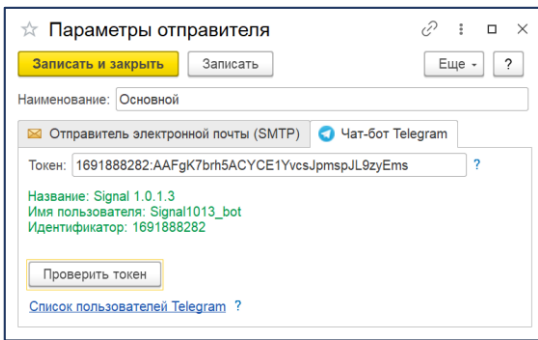 Параметры отправителя
Записать и закрыть Записать Еще ?
Наименование: Основной
Отправитель электронной почты (SMTP) Чат-бот Telegram
Токен: 1691888282:AAFgK7brh5ACYCE1YvcsJpmspJL9zyEms ?
Название: Signal 1.0.1.3
Имя пользователя: Signal1013_bot
Идентификатор: 1691888282
Проверить токен
Список пользователей Telegram ?